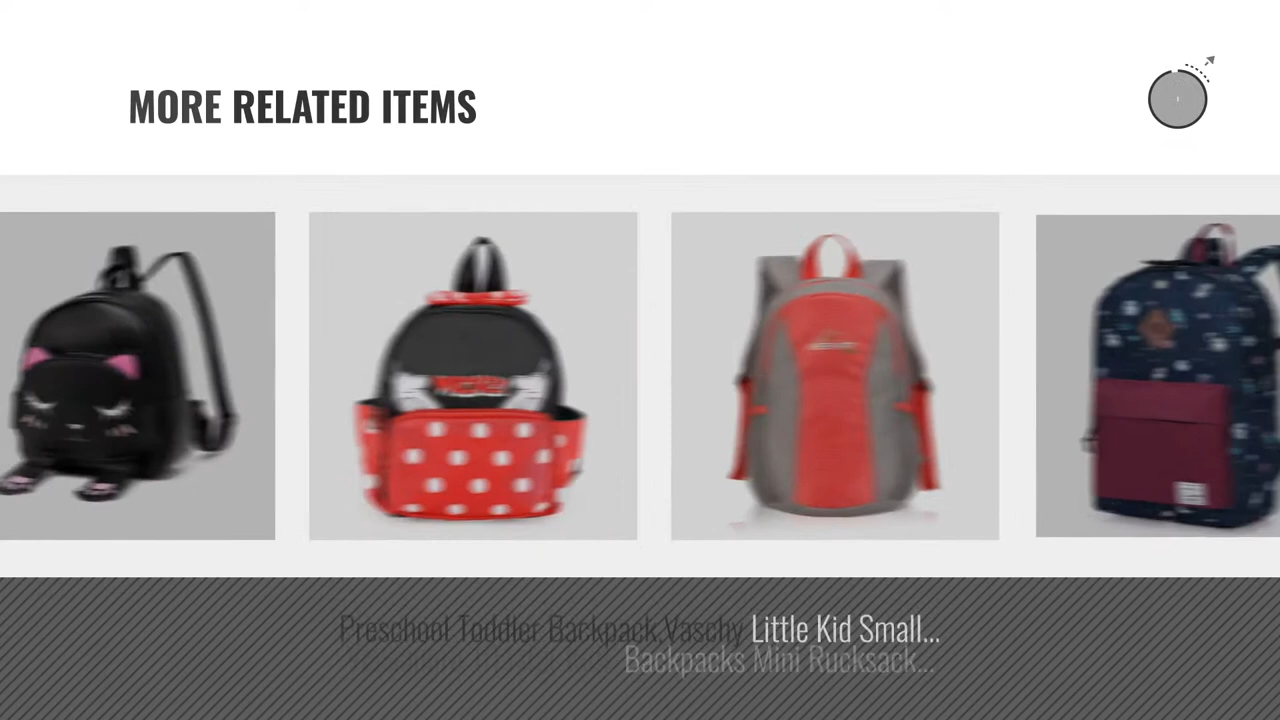 MORE RELATED ITEMS
Preschool Toddler Backpack,Vaschy Little Kid Small...
Backpacks Mini Rucksack...